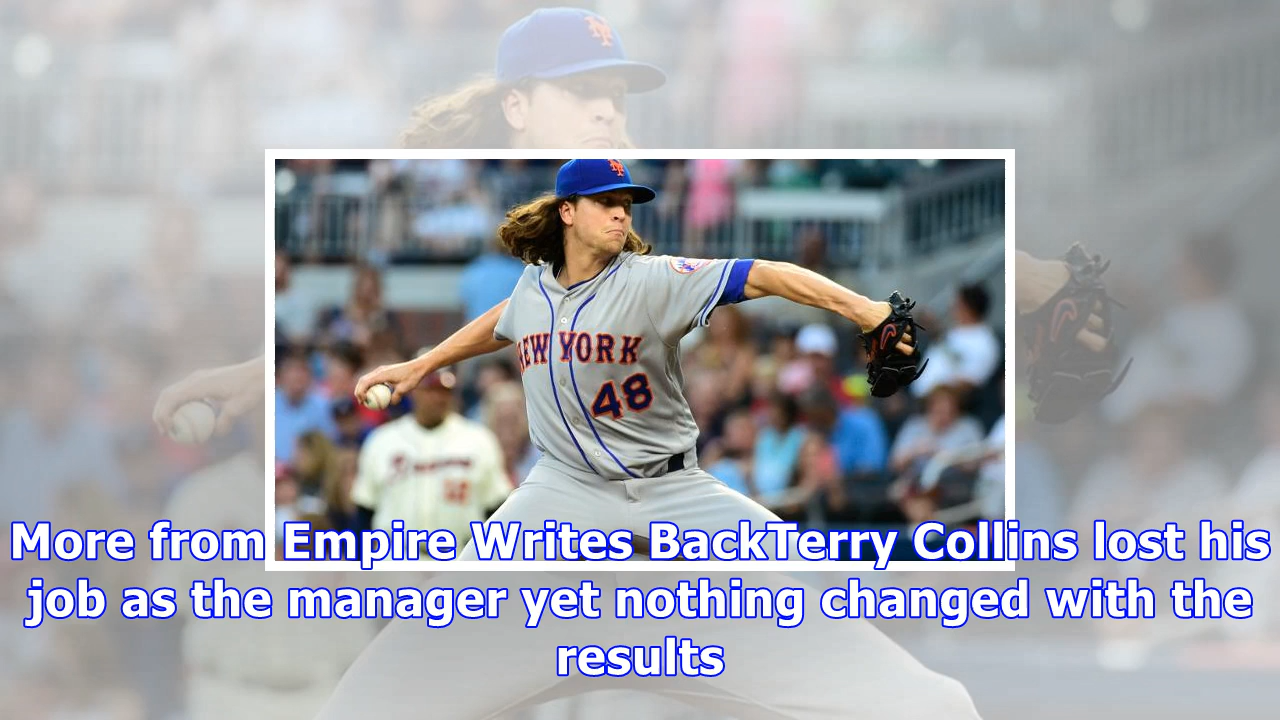 NEW YORK
48
More from Empire Writes BackTerry Collins lost his
job as the manager yet nothing changed with the
results